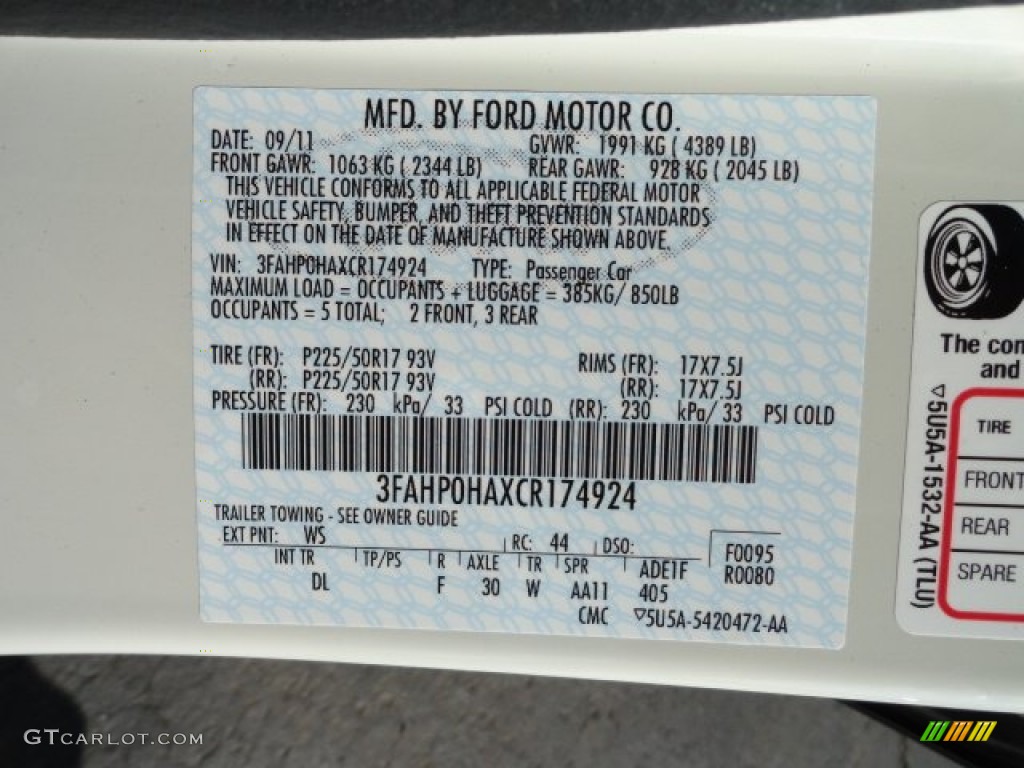 MFD. BY FORD MOTOR CO.
DATE: 09/11 GVWR: 1991 KG ( 4389 LB)
FRONT GAWR: 1063 KG ( 2344 LB) REAR GAWR: 928 KG ( 2045 LB)
THIS VEHICLE CONFORMS TO ALL APPLICABLE FEDERAL MOTOR
VEHICLE SAFETY, BUMPER, AND THEFT PREVENTION STANDARDS
IN EFFECT ON THE DATE OF MANUFACTURE SHOWN ABOVE.
VIN: 3FAHP0HAXCR174924 TYPE: Passenger Car
MAXIMUM LOAD = OCCUPANTS + LUGGAGE = 385KG/ 850LB
OCCUPANTS = 5 TOTAL; 2 FRONT, 3 REAR
TIRE (FR): P225/50R17 93V RIMS (FR): 17X7.5J
(RR): P225/50R17 93V (RR): 17X7.5J
PRESSURE (FR): 230 kPa/ 33 PSI COLD (RR): 230 kPa/ 33 PSI COLD
3FAHP0HAXCR174924
TRAILER TOWING - SEE OWNER GUIDE
EXT PNT: WS RC: 44 DSO: F0095
INT TR TP/PS R AXLE TR SPR ADE1F R0080
DL F 30 W AA11 405
CMC ▽5U5A-5420472-AA
The con
and
TIRE
FRONT
REAR
SPARE
▽5U5A-1532-AA (TLU)
GTCARLOT.COM